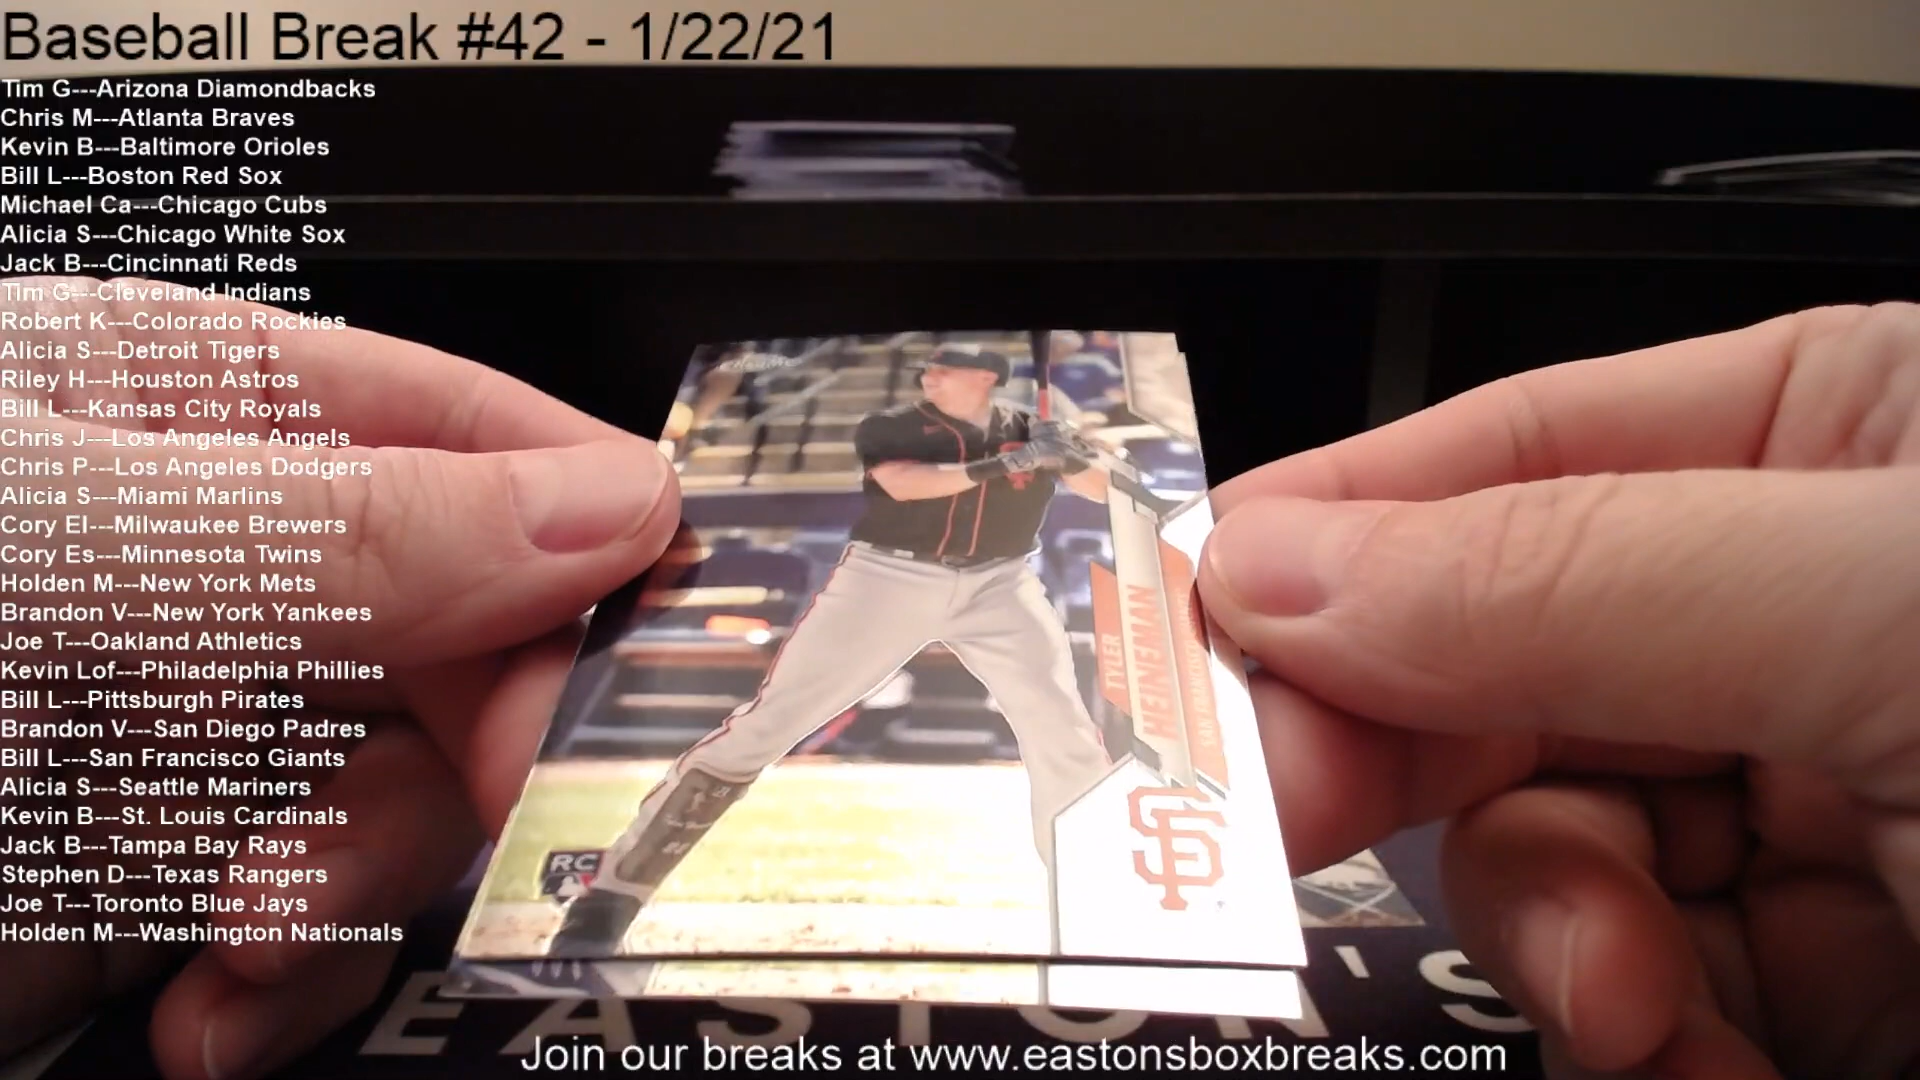 Baseball Break #42 - 1/22/21
Tim G---Arizona Diamondbacks
Chris M---Atlanta Braves
Kevin B---Baltimore Orioles
Bill L---Boston Red Sox
Michael Ca---Chicago Cubs
Alicia S---Chicago White Sox
Jack B---Cincinnati Reds
Tim G---Cleveland Indians
Robert K---Colorado Rockies
Alicia S---Detroit Tigers
Riley H---Houston Astros
Bill L---Kansas City Royals
Chris J---Los Angeles Angels
Chris P---Los Angeles Dodgers
Alicia S---Miami Marlins
Cory El---Milwaukee Brewers
Cory Es---Minnesota Twins
Holden M---New York Mets
Brandon V---New York Yankees
Joe T---Oakland Athletics
Kevin Lof---Philadelphia Phillies
Bill L---Pittsburgh Pirates
Brandon V---San Diego Padres
Bill L---San Francisco Giants
Alicia S---Seattle Mariners
Kevin B---St. Louis Cardinals
Jack B---Tampa Bay Rays
Stephen D---Texas Rangers
Joe T---Toronto Blue Jays
Holden M---Washington Nationals
Chrome
TYLER
HEINEMAN
SAN FRANCISCO
SF
RC
EASTON'S
Join our breaks at www.eastonsboxbreaks.com